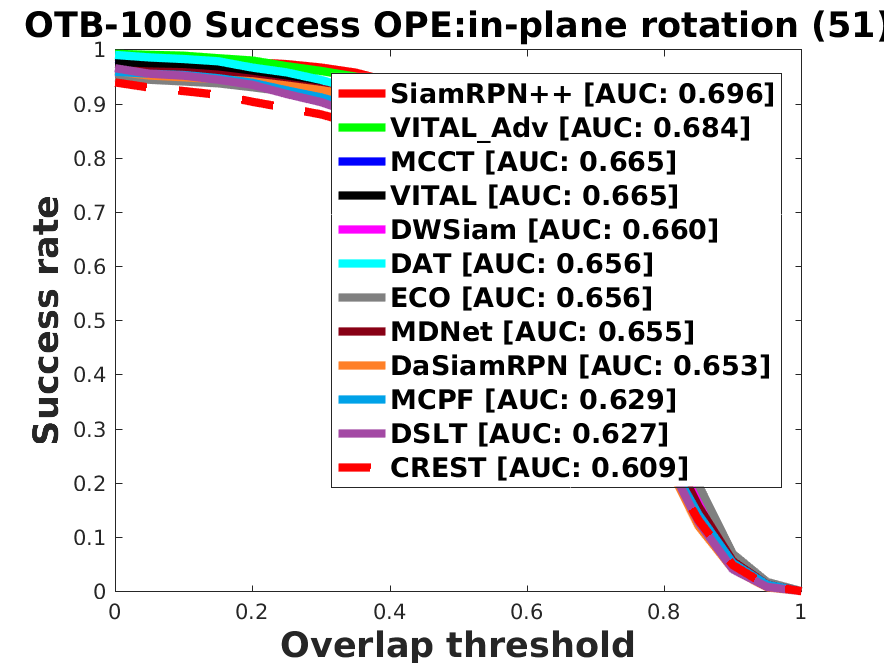 OTB-100 Success OPE:in-plane rotation (51)
1
0.9
0.8
0.7
0.6
0.5
0.4
0.3
0.2
0.1
0
Success rate
SiamRPN++ [AUC: 0.696]
VITAL_Adv [AUC: 0.684]
MCCT [AUC: 0.665]
VITAL [AUC: 0.665]
DWSiam [AUC: 0.660]
DAT [AUC: 0.656]
ECO [AUC: 0.656]
MDNet [AUC: 0.655]
DaSiamRPN [AUC: 0.653]
MCPF [AUC: 0.629]
DSLT [AUC: 0.627]
CREST [AUC: 0.609]
0 0.2 0.4 0.6 0.8 1
Overlap threshold